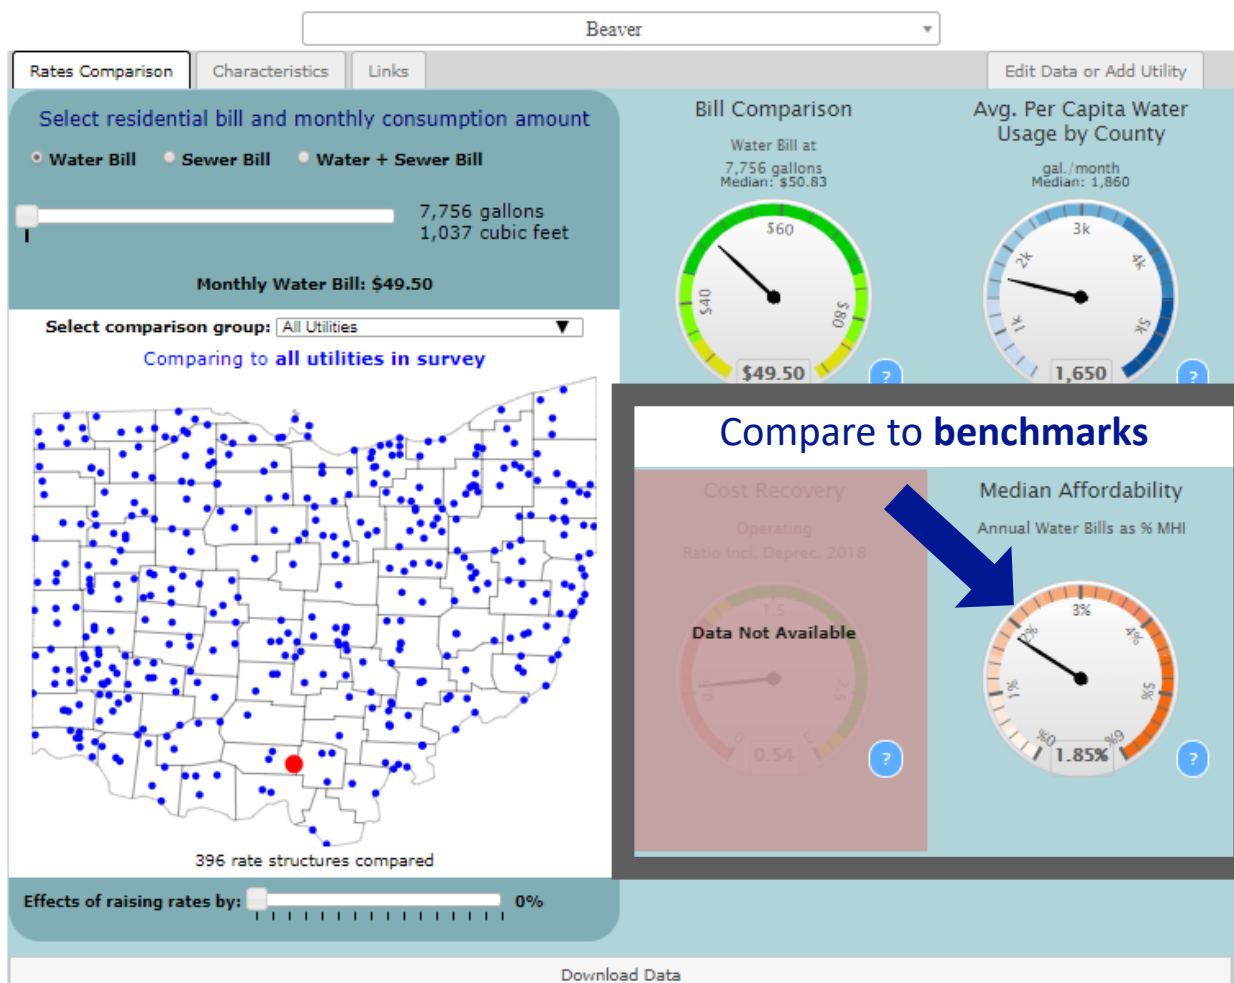 Beaver
Rates Comparison
Characteristics
Links
Edit Data or Add Utility
Select residential bill and monthly consumption amount
Water Bill
Sewer Bill
Water + Sewer Bill
7,756 gallons
1,037 cubic feet
Monthly Water Bill: $49.50
Select comparison group: All Utilities
Comparing to all utilities in survey
396 rate structures compared
Effects of raising rates by:
0%
Bill Comparison
Water Bill at
7,756 gallons
Median: $50.83
$40
$60
$80
$49.50
?
Avg. Per Capita Water
Usage by County
gal./month
Median: 1,860
1k
2k
3k
4k
5k
1,650
?
Compare to benchmarks
Cost Recovery
Operating
Ratio Incl. Deprec. 2018
1.5
Data Not Available
2.5
0
3
0.54
?
Median Affordability
Annual Water Bills as % MHI
0%
1%
2%
3%
4%
5%
6%
1.85%
?
Download Data